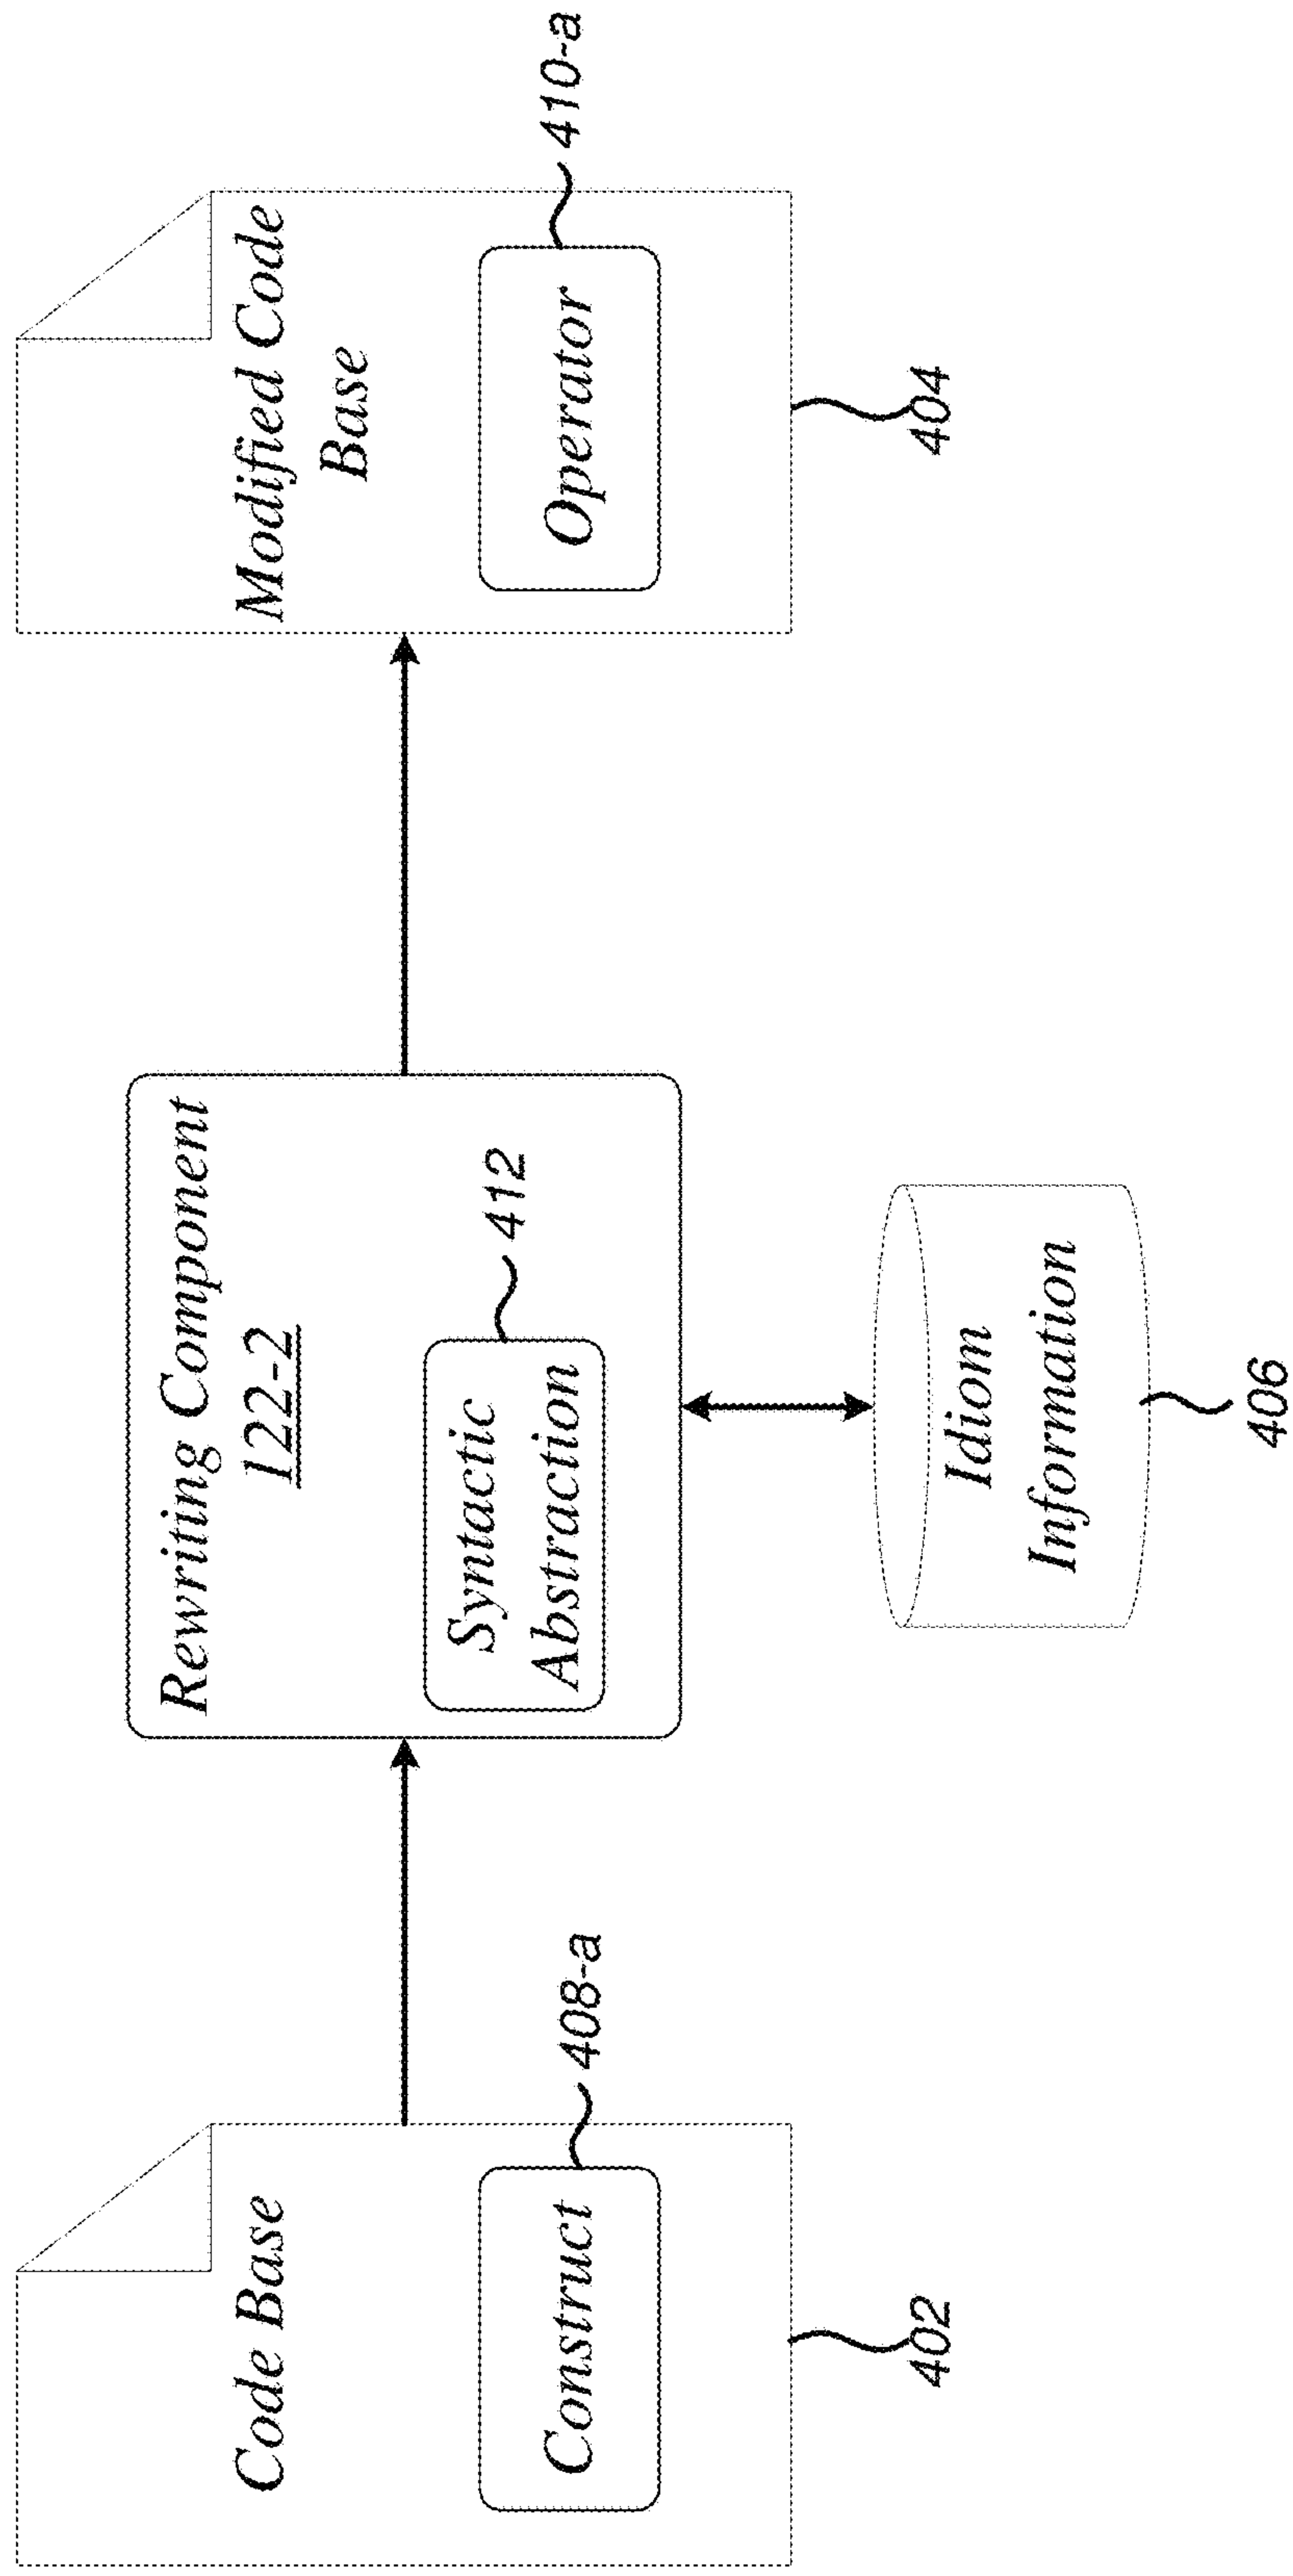 Code Base
Construct
408-a
402
Rewriting Component
122-2
Syntactic
Abstraction
412
Idiom
Information
406
Modified Code
Base
Operator
410-a
404